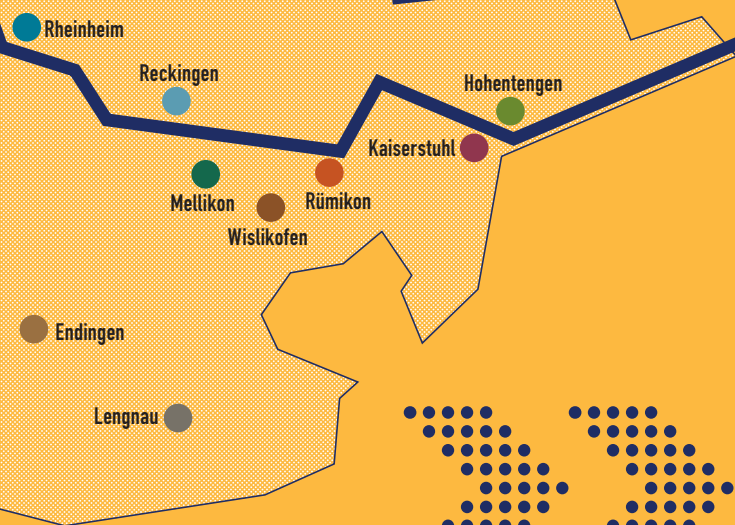 Rheinheim
Reckingen
Hohentengen
Kaiserstuhl
Mellikon
Rümikon
Wislikofen
Endingen
Lengnau